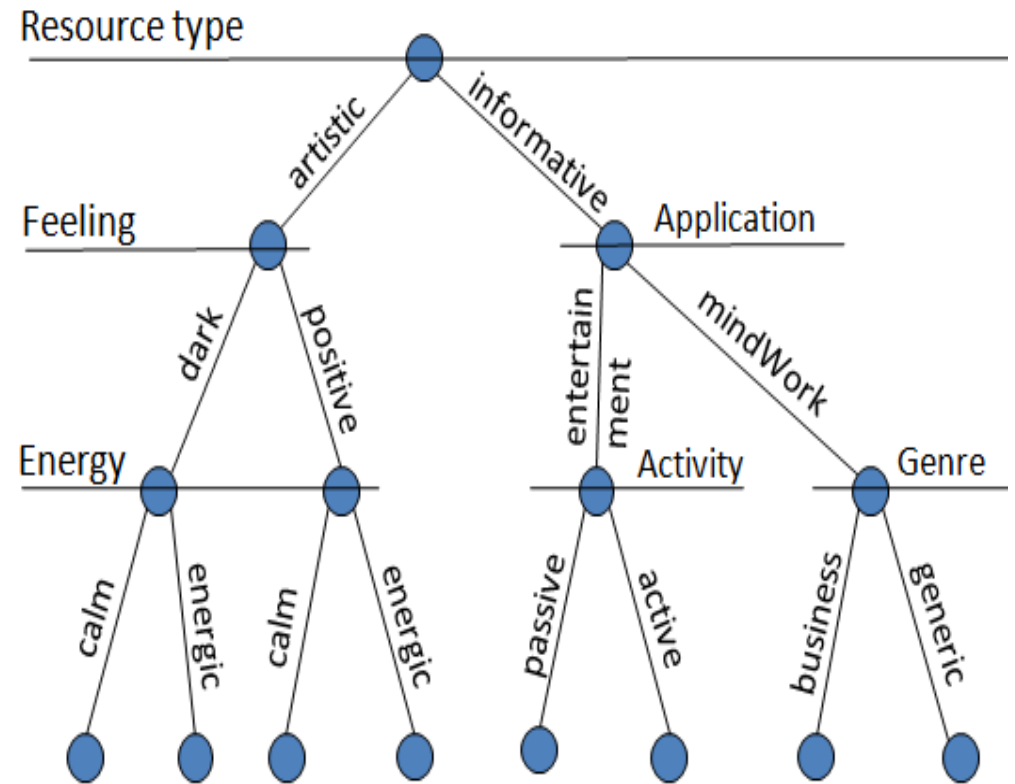 Resource type
artistic
informative
Feeling
Application
dark
positive
entertain
ment
mindWork
Energy
Activity
Genre
calm
energic
calm
energic
passive
active
business
generic